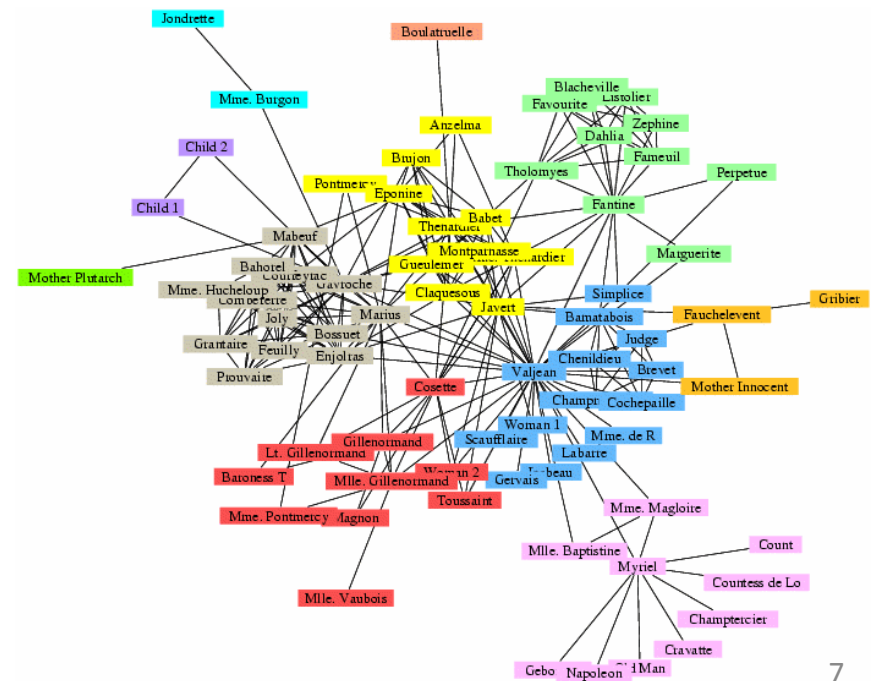 Jondrette
Boulatruelle
Blacheville
Listolier
Favourite
Mme. Burgon
Anzelma
Zephine
Dahlia
Child 2
Brujon
Fameuil
Tholomyes
Perpetue
Pontmercy
Eponine
Child 1
Fantine
Babet
Thenardier
Mabeuf
Montparnasse
Thenardier
Marguerite
Gueulemer
Bahorel
Courfeyrac
Mother Plutarch
Gavroche
Mme. Hucheloup
Claquesous
Simplice
Combeferre
Gribier
Javert
Marius
Fauchelevent
Joly
Bamatabois
Bossuet
Judge
Grantaire
Feuilly
Enjolras
Chenildieu
Valjean
Brevet
Prouvaire
Cosette
Mother Innocent
Champ
Cochepaille
Woman 1
Mme. de R
Gillenormand
Scaufflaire
Lt. Gillenormand
Labarre
Baroness T
Woman 2
Mlle. Gillenormand
Gervais
Toussaint
Mme. Pontmercy
Magnon
Mme. Magloire
Count
Mlle. Baptistine
Myriel
Countess de Lo
Mlle. Vaubois
Champtercier
Cravatte
Gebo
Napoleon
Man
7